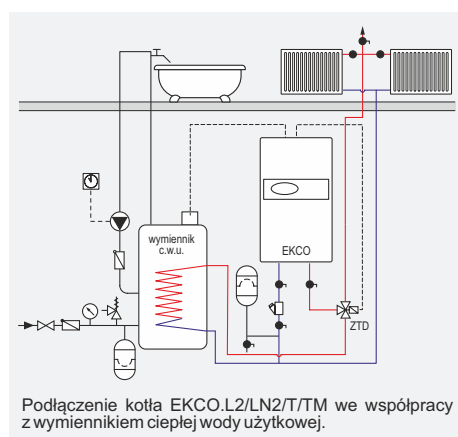 wymiennik
c.w.u.
EKCO
ZTD
Podłączenie kotła EKCO.L2/LN2/T/TM we współpracy
z wymiennikiem ciepłej wody użytkowej.